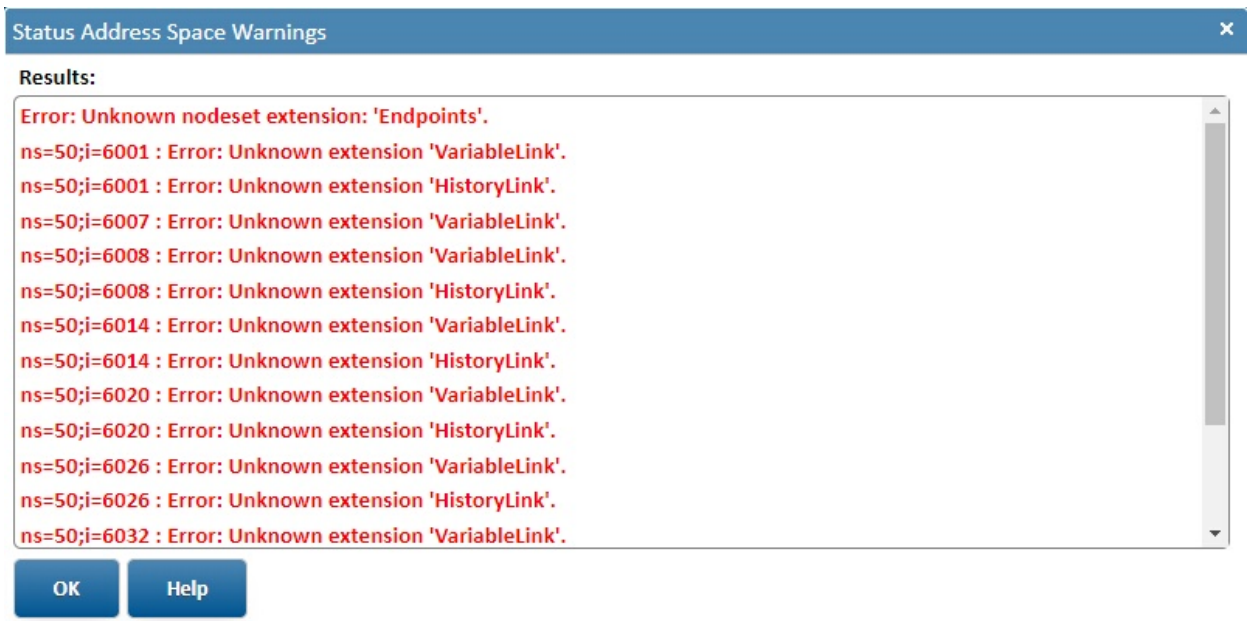 Status Address Space Warnings
Results:
Error: Unknown nodeset extension: 'Endpoints'.
ns=50;i=6001 : Error: Unknown extension 'VariableLink'.
ns=50;i=6001 : Error: Unknown extension 'HistoryLink'.
ns=50;i=6007 : Error: Unknown extension 'VariableLink'.
ns=50;i=6008 : Error: Unknown extension 'VariableLink'.
ns=50;i=6008 : Error: Unknown extension 'HistoryLink'.
ns=50;i=6014 : Error: Unknown extension 'VariableLink'.
ns=50;i=6014 : Error: Unknown extension 'HistoryLink'.
ns=50;i=6020 : Error: Unknown extension 'VariableLink'.
ns=50;i=6020 : Error: Unknown extension 'HistoryLink'.
ns=50;i=6026 : Error: Unknown extension 'VariableLink'.
ns=50;i=6026 : Error: Unknown extension 'HistoryLink'.
ns=50;i=6032 : Error: Unknown extension 'VariableLink'.
OK Help